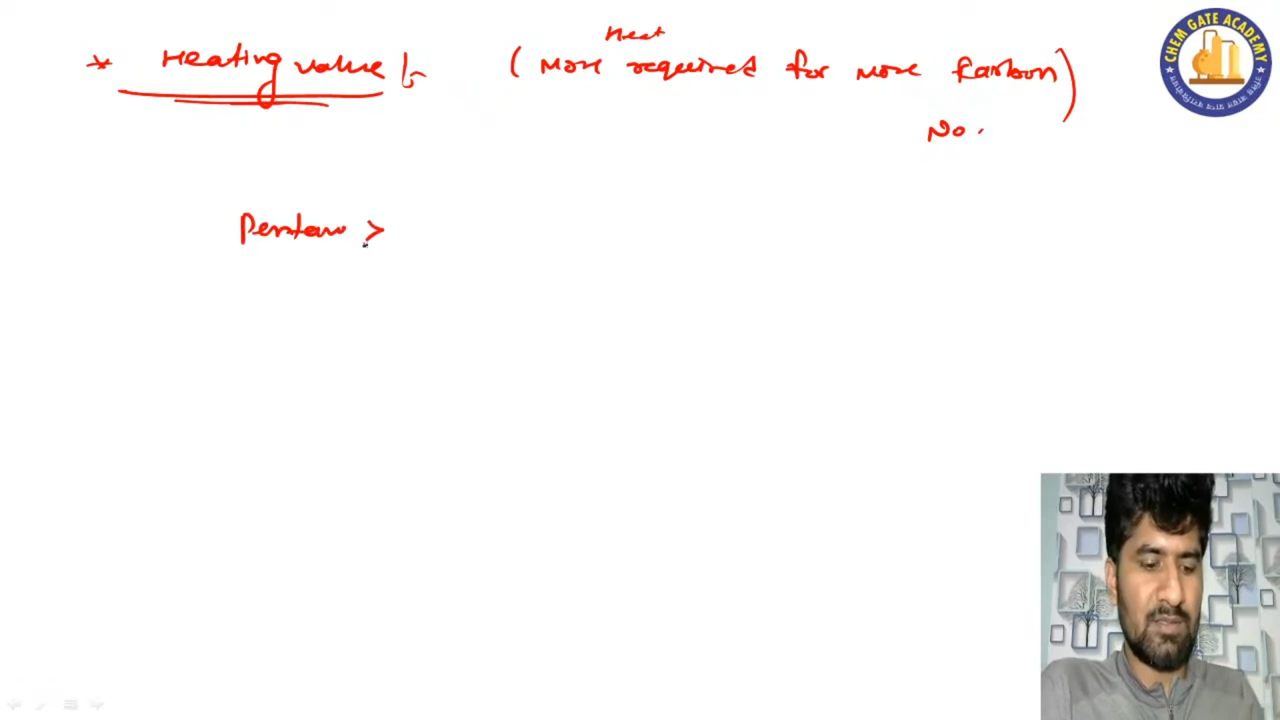 Heat
* Heating value :- (More required for more Carbon)
No.
Pentane >
CHEM GATE ACADEMY